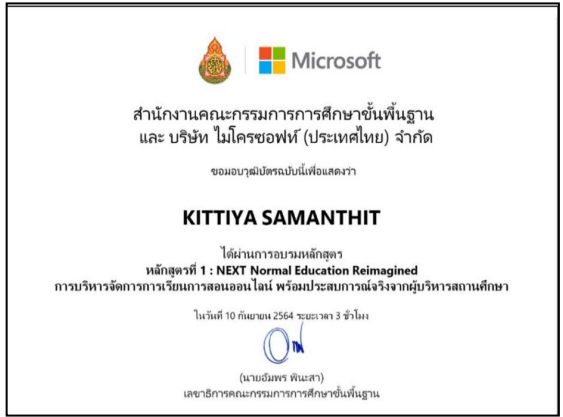 Microsoft
สำนักงานคณะกรรมการการศึกษาขั้นพื้นฐาน
และ บริษัท ไมโครซอฟท์ (ประเทศไทย) จำกัด
ขอมอบวุฒิบัตรฉบับนี้เพื่อแสดงว่า
KITTIYA SAMANTHIT
ได้ผ่านการอบรมหลักสูตร
หลักสูตรที่ 1 : NEXT Normal Education Reimagined
การบริหารจัดการการเรียนการสอนออนไลน์ พร้อมประสบการณ์จริงจากผู้บริหารสถานศึกษา
ในวันที่ 10 กันยายน 2564 ระยะเวลา 3 ชั่วโมง
(นายอัมพร พินะสา)
เลขาธิการคณะกรรมการการศึกษาขั้นพื้นฐาน